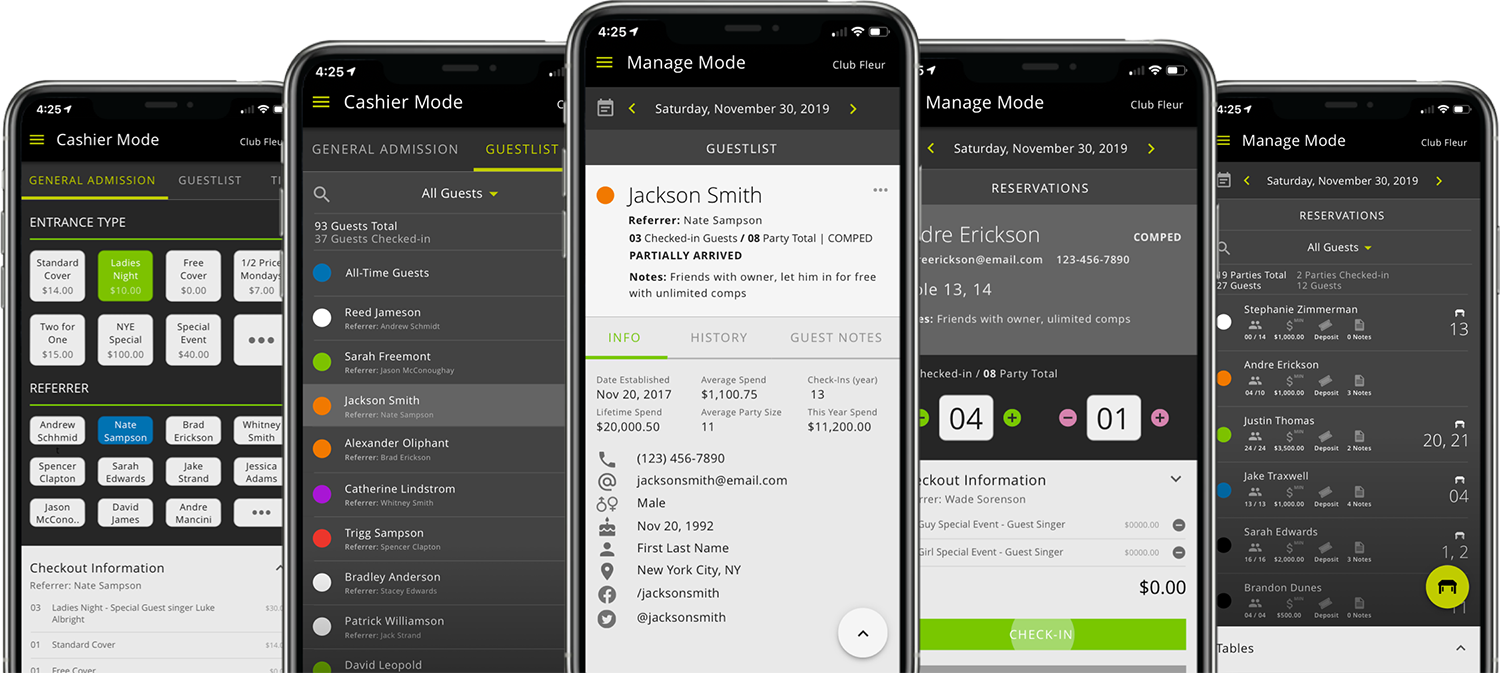 4:25
Cashier Mode
Club Fleu
GENERAL ADMISSION GUESTLIST TI
ENTRANCE TYPE
Standard Cover $14.00
Ladies Night $10.00
Free Cover $0.00
1/2 Price Mondays $7.00
Two for One $15.00
NYE Special $100.00
Special Event $40.00
•••
REFERRER
Andrew Schhmid
Nate Sampson
Brad Erickson
Whitney Smith
Spencer Clapton
Sarah Edwards
Jake Strand
Jessica Adams
Jason McCono..
David James
Andre Mancini
•••
Checkout Information
Referrer: Nate Sampson
03 Ladies Night - Special Guest singer Luke Albright $30.0
01 Standard Cover $14.0
01 Free Cover $0.0
4:25
Cashier Mode
C
GENERAL ADMISSION GUESTLIST
All Guests
93 Guests Total
37 Guests Checked-in
All-Time Guests
Reed Jameson
Referrer: Andrew Schmidt
Sarah Freemont
Referrer: Jason McConoughay
Jackson Smith
Referrer: Nate Sampson
Alexander Oliphant
Referrer: Brad Erickson
Catherine Lindstrom
Referrer: Whitney Smith
Trigg Sampson
Referrer: Spencer Clapton
Bradley Anderson
Referrer: Stacey Edwards
Patrick Williamson
Referrer: Jack Strand
David Leopold
4:25
Manage Mode
Club Fleur
Saturday, November 30, 2019
GUESTLIST
Jackson Smith
Referrer: Nate Sampson
03 Checked-in Guests / 08 Party Total | COMPED
PARTIALLY ARRIVED
Notes: Friends with owner, let him in for free
with unlimited comps
INFO HISTORY GUEST NOTES
Date Established Average Spend Check-Ins (year)
Nov 20, 2017 $1,100.75 13
Lifetime Spend Average Party Size This Year Spend
$20,000.50 11 $11,200.00
(123) 456-7890
jacksonsmith@email.com
Male
Nov 20, 1992
First Last Name
New York City, NY
/jacksonsmith
@jacksonsmith
5
Manage Mode
Club Fleur
Saturday, November 30, 2019
RESERVATIONS
dre Erickson COMPED
reerickson@email.com 123-456-7890
le 13, 14
es: Friends with owner, ulimited comps
hecked-in / 08 Party Total
04 01
eckout Information
rrer: Wade Sorenson
Guy Special Event - Guest Singer $0000.00
Girl Special Event - Guest Singer $0000.00
$0.00
CHECK-IN
4:25
Manage Mode
Club Fleur
Saturday, November 30, 2019
RESERVATIONS
All Guests
19 Parties Total 2 Parties Checked-in
27 Guests 12 Guests
Stephanie Zimmerman
13
00 / 14 $1,000.00 Deposit 0 Notes
Andre Erickson
04 /10 $1,000.00 Deposit 3 Notes
Justin Thomas
20, 21
24 / 24 $3,500.00 Deposit 2 Notes
Jake Traxwell
04
13 / 13 $1,000.00 Deposit 4 Notes
Sarah Edwards
1, 2
16 / 16 $2,000.00 Deposit 3 Notes
Brandon Dunes
04 / 04 $500.00 Deposit 0 Notes
Tables